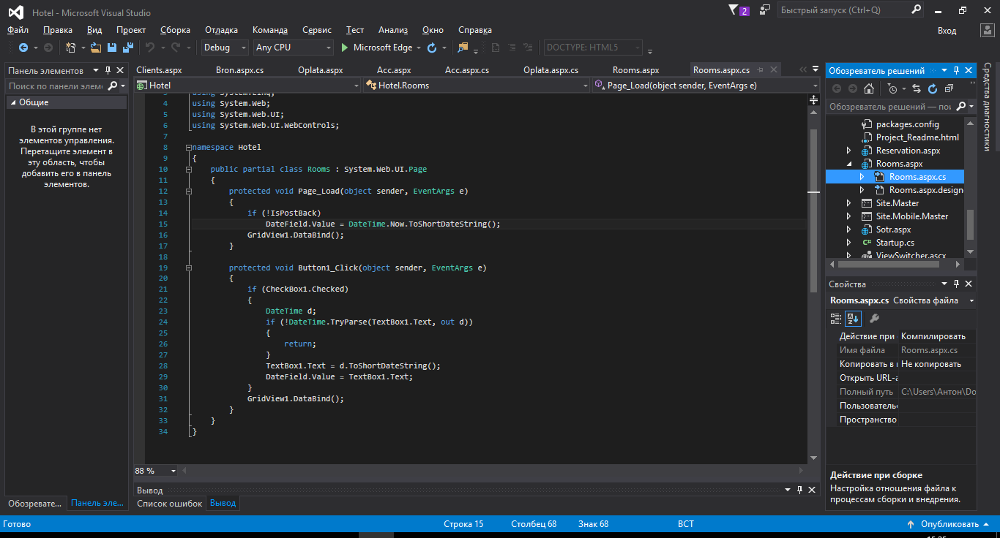 Hotel - Microsoft Visual Studio
2
Быстрый запуск (Ctrl+Q)
Файл Правка Вид Проект Сборка Отладка Команда Сервис Тест Анализ Окно Справка
Вход
Debug Any CPU Microsoft Edge DOCTYPE: HTML5
Панель элементов
Поиск по панели элеме
Общие
В этой группе нет
элементов управления.
Перетащите элемент в
эту область, чтобы
добавить его в панель
элементов.
Обозревате... Панель эле...
Clients.aspx Bron.aspx.cs Oplata.aspx Acc.aspx Acc.aspx.cs Oplata.aspx.cs Rooms.aspx Rooms.aspx.cs
Hotel Hotel.Rooms Page_Load(object sender, EventArgs e)
3 using System.Linq;
4 using System.Web;
5 using System.Web.UI;
6 using System.Web.UI.WebControls;
7
8 namespace Hotel
9 {
10 public partial class Rooms : System.Web.UI.Page
11 {
12 protected void Page_Load(object sender, EventArgs e)
13 {
14 if (!IsPostBack)
15 DateField.Value = DateTime.Now.ToShortDateString();
16 GridView1.DataBind();
17 }
18
19 protected void Button1_Click(object sender, EventArgs e)
20 {
21 if (CheckBox1.Checked)
22 {
23 DateTime d;
24 if (!DateTime.TryParse(TextBox1.Text, out d))
25 {
26 return;
27 }
28 TextBox1.Text = d.ToShortDateString();
29 DateField.Value = TextBox1.Text;
30 }
31 GridView1.DataBind();
32 }
33 }
34 }
88 %
Вывод
Список ошибок Вывод
Обозреватель решений
Обозреватель решений — пои
packages.config
Project_Readme.html
Reservation.aspx
Rooms.aspx
Rooms.aspx.cs
Rooms.aspx.design
Site.Master
Site.Mobile.Master
Sotr.aspx
Startup.cs
ViewSwitcher.ascx
Средства диагностики
Свойства
Rooms.aspx.cs Свойства файла
Действие при Компилировать
Имя файла Rooms.aspx.cs
Копировать в Не копировать
Открыть URL-а
Полный путь C:\Users\Антон\Do
Пользователь
Пространство
Действие при сборке
Настройка отношения файла к
процессам сборки и внедрения.
Готово Строка 15 Столбец 68 Знак 68 ВСТ Опубликовать